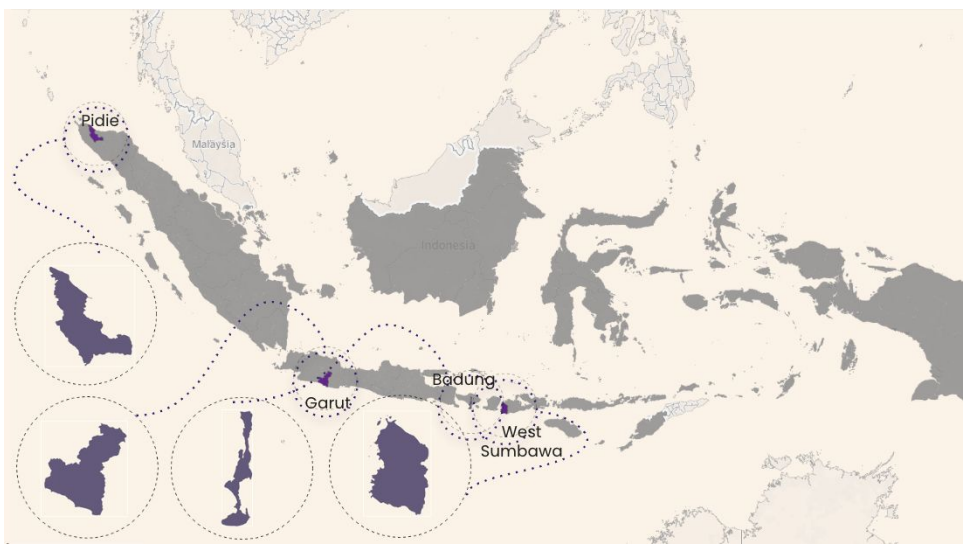 Pidie
Malaysia
Indonesia
Badung
Garut
West
Sumbawa